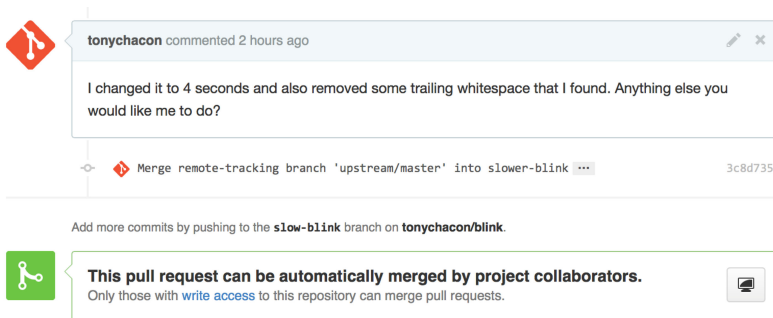 tonychacon commented 2 hours ago
I changed it to 4 seconds and also removed some trailing whitespace that I found. Anything else you
would like me to do?
Merge remote-tracking branch 'upstream/master' into slower-blink ... 3c8d735
Add more commits by pushing to the slow-blink branch on tonychacon/blink.
This pull request can be automatically merged by project collaborators.
Only those with write access to this repository can merge pull requests.